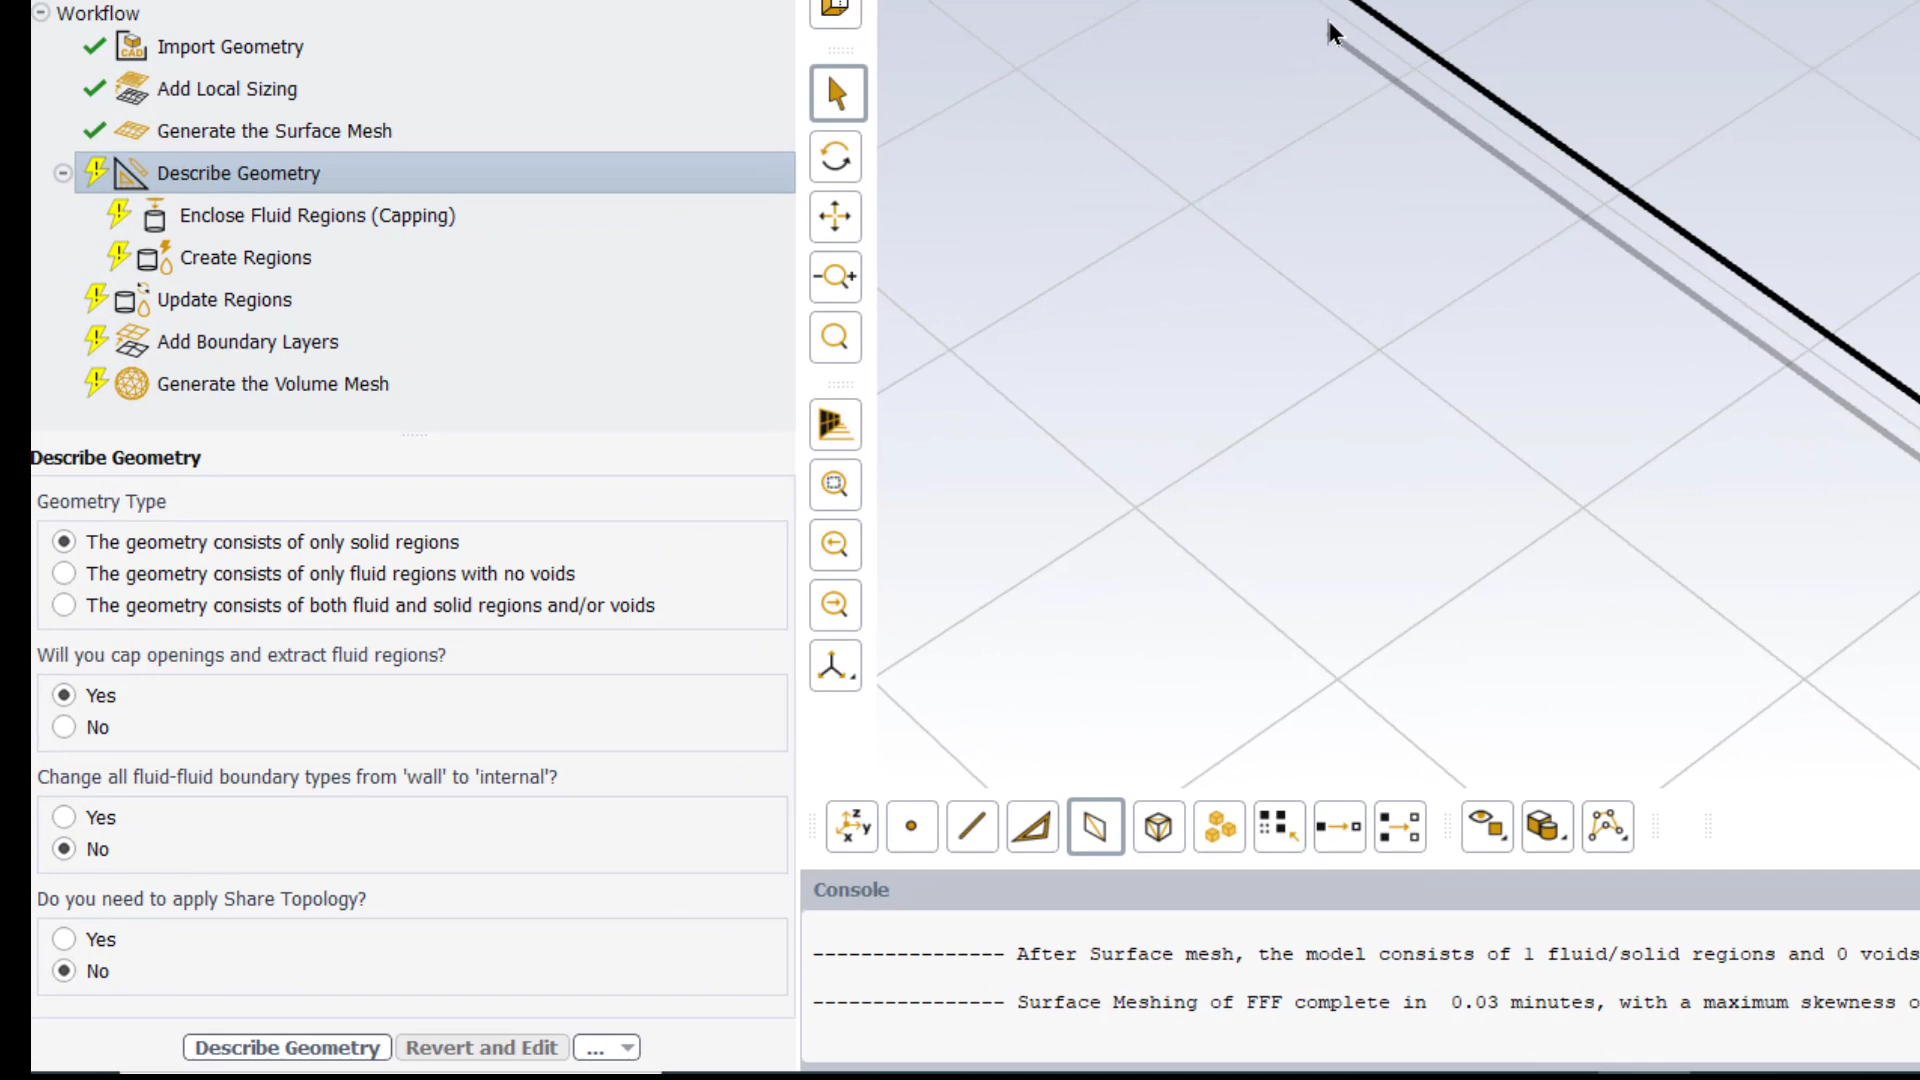 Workflow
Import Geometry
Add Local Sizing
Generate the Surface Mesh
Describe Geometry
Enclose Fluid Regions (Capping)
Create Regions
Update Regions
Add Boundary Layers
Generate the Volume Mesh
Describe Geometry
Geometry Type
The geometry consists of only solid regions
The geometry consists of only fluid regions with no voids
The geometry consists of both fluid and solid regions and/or voids
Will you cap openings and extract fluid regions?
Yes
No
Change all fluid-fluid boundary types from 'wall' to 'internal'?
Yes
No
Do you need to apply Share Topology?
Yes
No
Describe Geometry Revert and Edit ...
CAD
z
y
x
Console
---------------- After Surface mesh, the model consists of 1 fluid/solid regions and 0 voids
---------------- Surface Meshing of FFF complete in 0.03 minutes, with a maximum skewness o